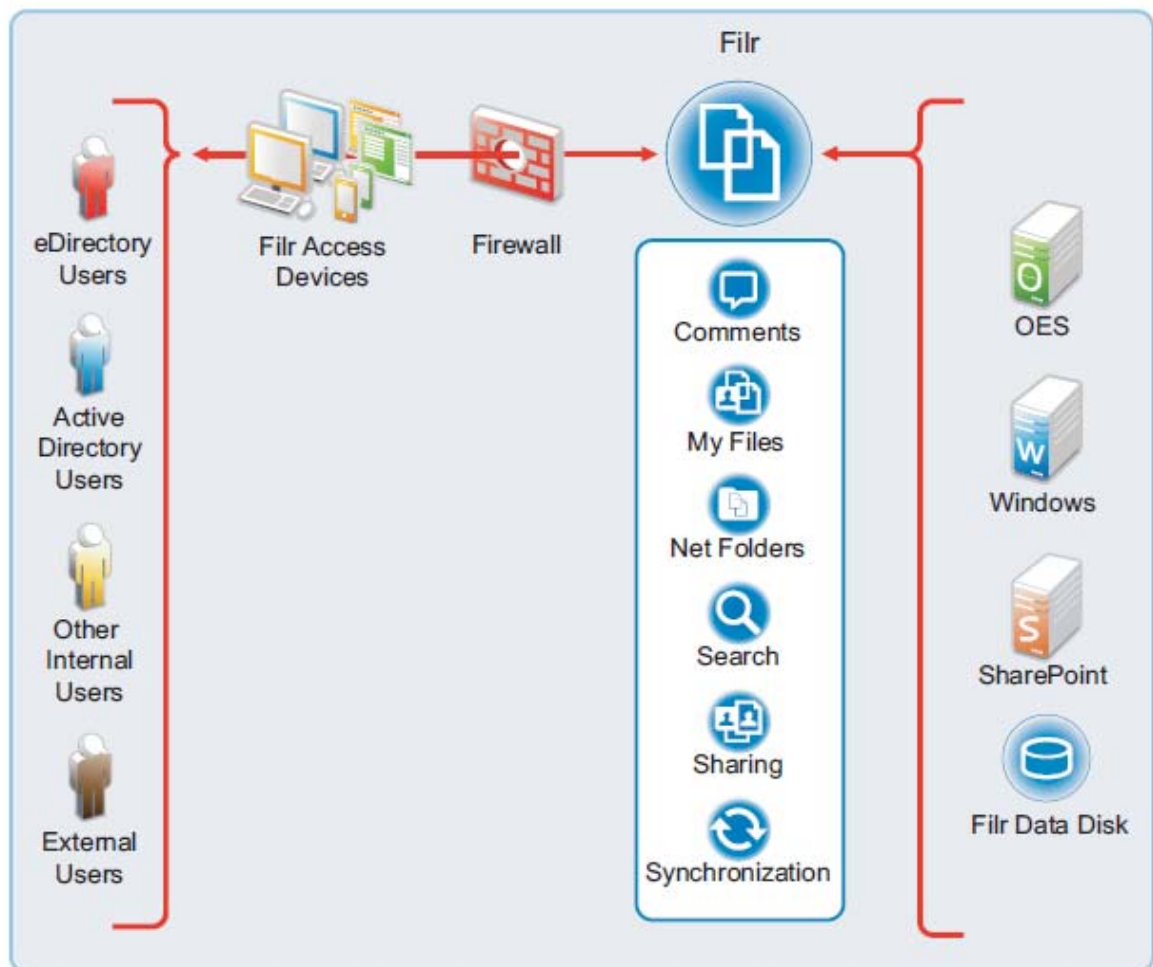 Filr
eDirectory
Users
Active
Directory
Users
Other
Internal
Users
External
Users
Filr Access
Devices
Firewall
Comments
My Files
Net Folders
Search
Sharing
Synchronization
O
OES
W
Windows
S
SharePoint
Filr Data Disk